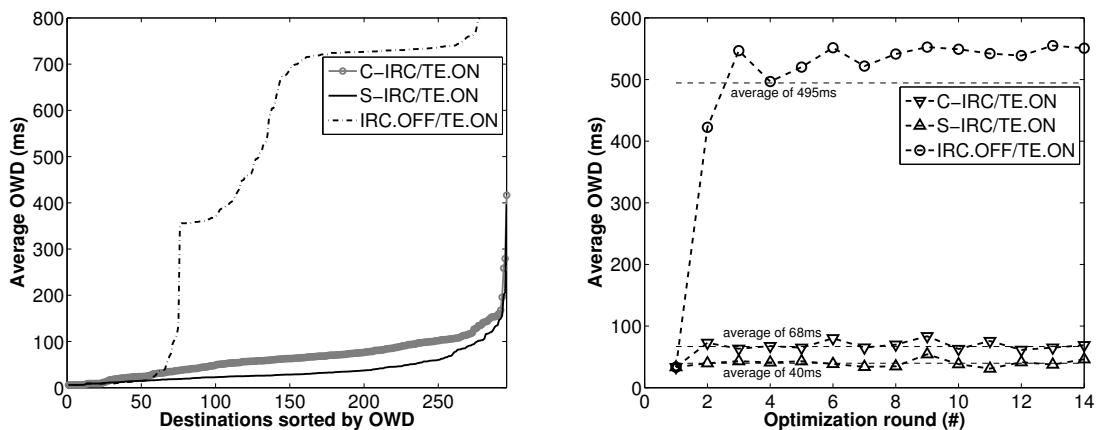 800
700
600
500
400
300
200
100
0
Average OWD (ms)
C-IRC/TE.ON
S-IRC/TE.ON
IRC.OFF/TE.ON
0
50
100
150
200
250
Destinations sorted by OWD
600
500
400
300
200
100
0
Average OWD (ms)
average of 495ms
C-IRC/TE.ON
S-IRC/TE.ON
IRC.OFF/TE.ON
average of 68ms
average of 40ms
0
2
4
6
8
10
12
14
Optimization round (#)